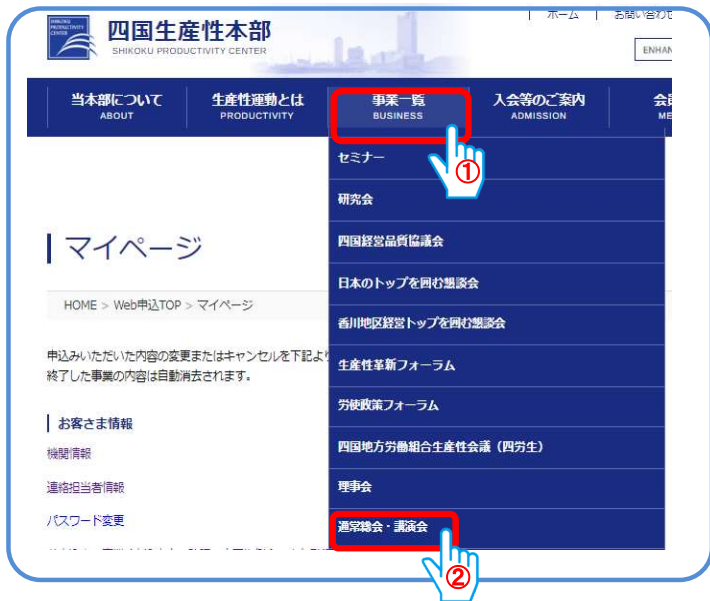 四国生産性本部
SHIKOKU PRODUCTIVITY CENTER
ホーム
ENHAN
当本部について
ABOUT
生産性運動とは
PRODUCTIVITY
事業一覧
BUSINESS
入会等のご案内
ADMISSION
セミナー
①
研究会
四国経営品質協議会
日本のトップを囲む懇談会
香川地区経営トップを囲む懇談会
生産性革新フォーラム
労使政策フォーラム
四国地方労働組合生産性会議（四労生）
理事会
通常総会・講演会
②
マイページ
HOME > Web申込TOP > マイページ
申込みいただいた内容の変更またはキャンセルを下記よ
終了した事業の内容は自動消去されます。
お客さま情報
機関情報
連絡担当者情報
パスワード変更